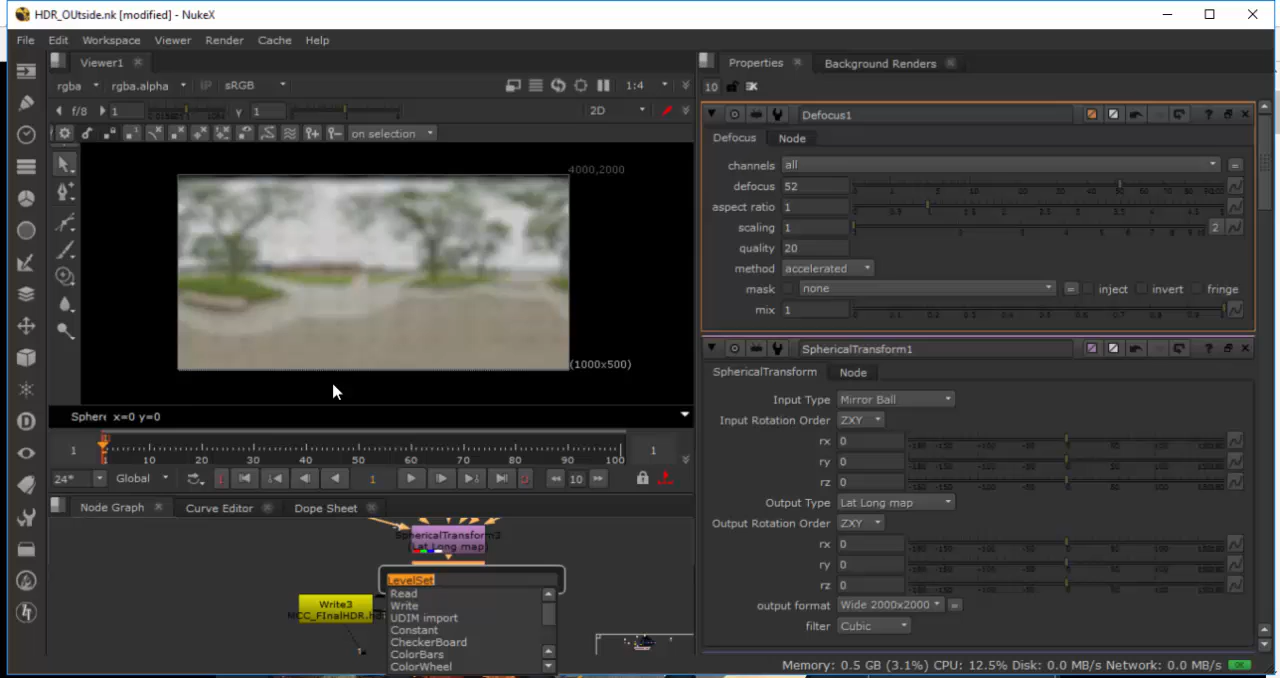 HDR_OUtside.nk [modified] - NukeX
File Edit Workspace Viewer Render Cache Help
Viewer1
rgba rgba.alpha IP sRGB 1:4
f/8 1 Y 1 2D
on selection
4000,2000
(1000x500)
x=0 y=0
1 1
1 10 20 30 40 50 60 70 80 90 100
24* Global 1 10
Node Graph Curve Editor Dope Sheet
SphericalTransform3
(Lat Long map)
LevelSet
Read
Write
UDIM import
Constant
CheckerBoard
ColorBars
ColorWheel
Write3
Properties Background Renders
10
Defocus1
Defocus Node
channels all =
defocus 52
aspect ratio 1
scaling 1 2
quality 20
method accelerated
mask none = inject invert fringe
mix 1
SphericalTransform1
SphericalTransform Node
Input Type Mirror Ball
Input Rotation Order ZXY
rx 0
ry 0
rz 0
Output Type Lat Long map
Output Rotation Order ZXY
rx 0
ry 0
rz 0
output format Wide 2000x2000 =
filter Cubic
Memory: 0.5 GB (3.1%) CPU: 12.5% Disk: 0.0 MB/s Network: 0.0 MB/s